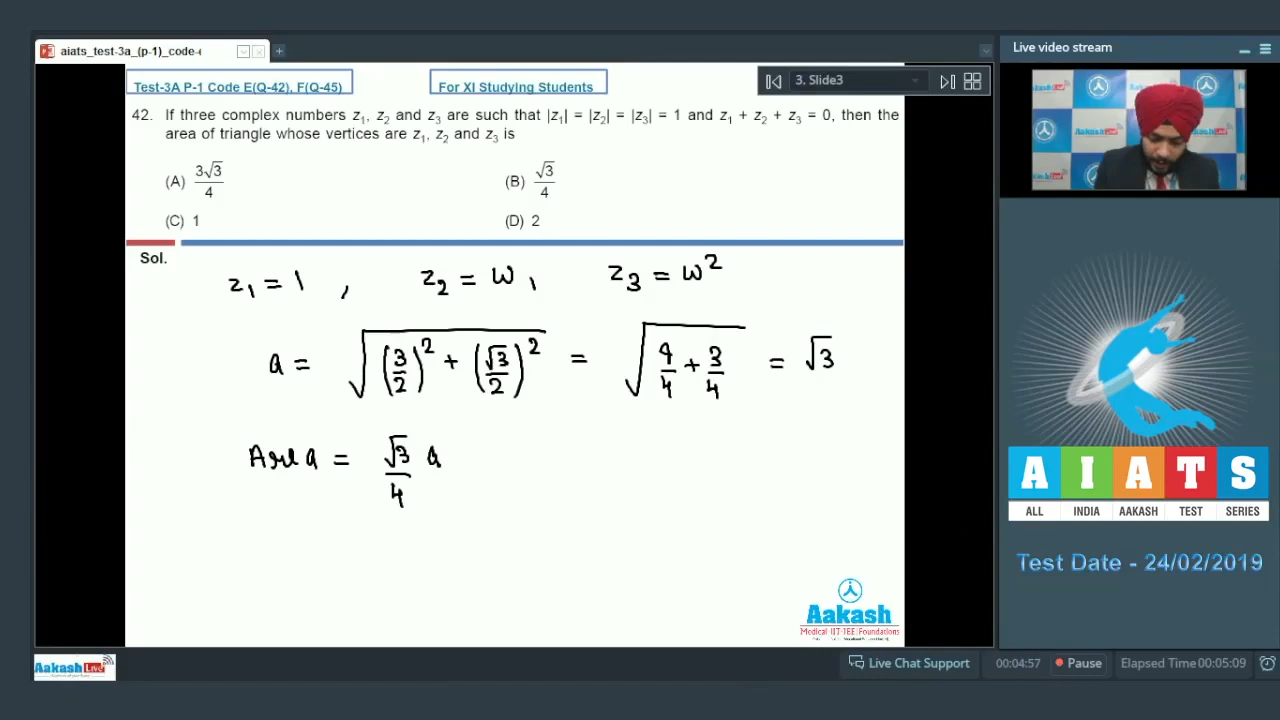 aiats_test-3a_(p-1)_code-e
Live video stream
Test-3A P-1 Code E(Q-42), F(Q-45)
For XI Studying Students
3. Slide3
42. If three complex numbers z₁, z₂ and z₃ are such that |z₁| = |z₂| = |z₃| = 1 and z₁ + z₂ + z₃ = 0, then the
area of triangle whose vertices are z₁, z₂ and z₃ is
(A) 3√3/4 (B) √3/4
(C) 1 (D) 2
Sol.
z₁ = 1 , z₂ = w, z₃ = w²
a = √((3/2)² + (√3/2)²) = √(9/4 + 3/4) = √3
Area = √3/4 a
A I A T S
ALL INDIA AAKASH TEST SERIES
Test Date - 24/02/2019
Aakash
Medical|IIT-JEE|Foundations
Aakash Live
Live Chat Support
00:04:57
Pause
Elapsed Time 00:05:09